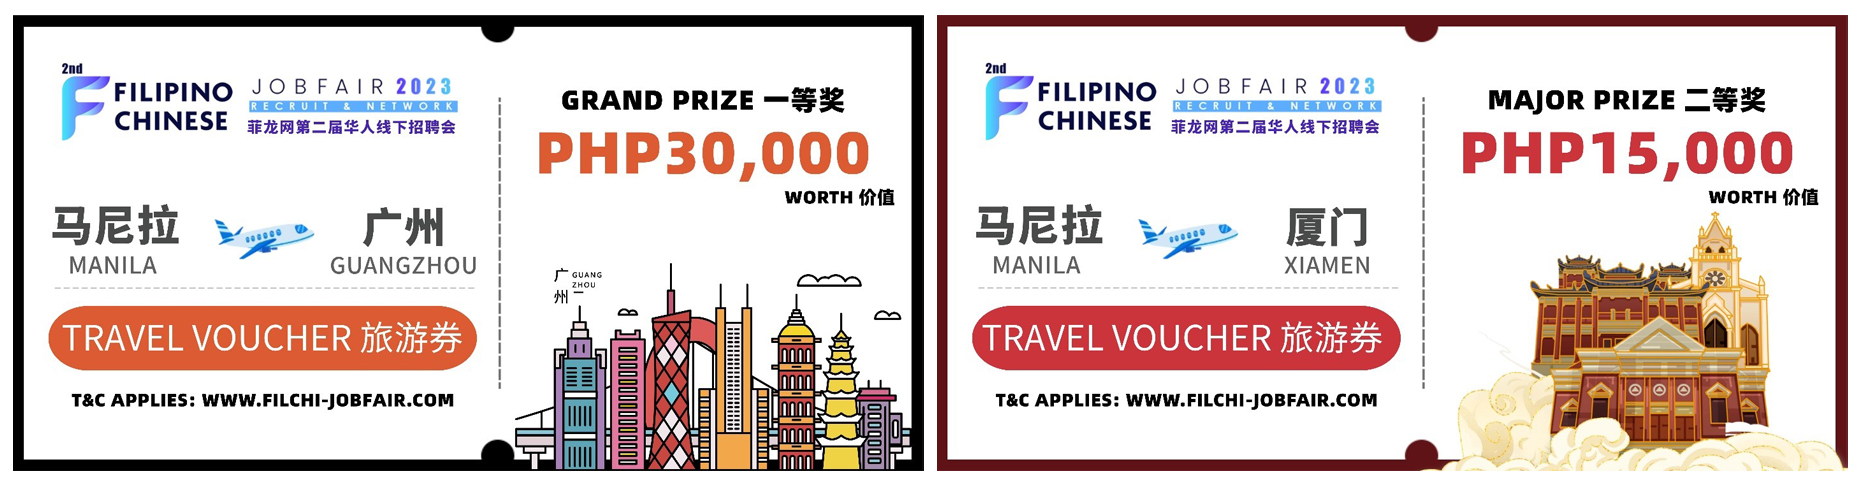 2nd
FILIPINO
CHINESE
JOBFAIR 2023
RECRUIT & NETWORK
菲龙网第二届华人线下招聘会
马尼拉
MANILA
广州
GUANGZHOU
TRAVEL VOUCHER 旅游券
T&C APPLIES: WWW.FILCHI-JOBFAIR.COM
GRAND PRIZE 一等奖
PHP30,000
WORTH 价值
广州
GUANG
ZHOU
2nd
FILIPINO
CHINESE
JOBFAIR 2023
RECRUIT & NETWORK
菲龙网第二届华人线下招聘会
马尼拉
MANILA
厦门
XIAMEN
TRAVEL VOUCHER 旅游券
T&C APPLIES: WWW.FILCHI-JOBFAIR.COM
MAJOR PRIZE 二等奖
PHP15,000
WORTH 价值